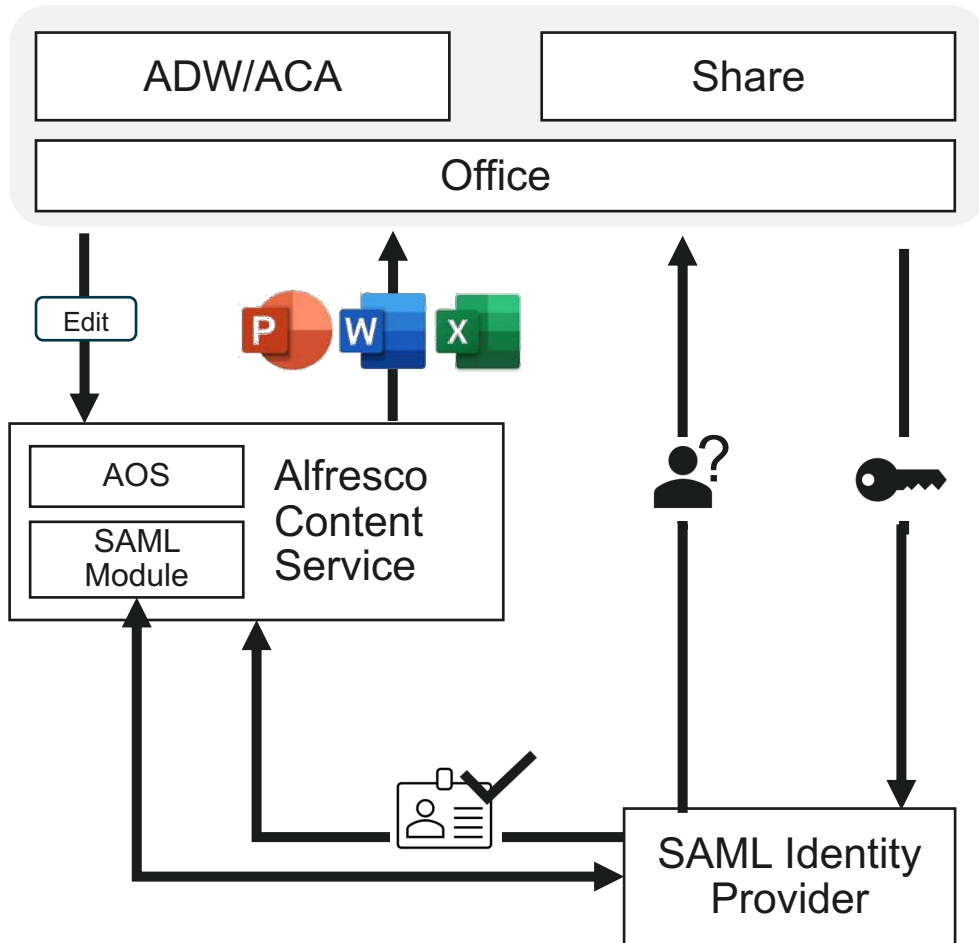 ADW/ACA
Share
Office
Edit
P
W
X
AOS
SAML
Module
Alfresco
Content
Service
?
SAML Identity
Provider